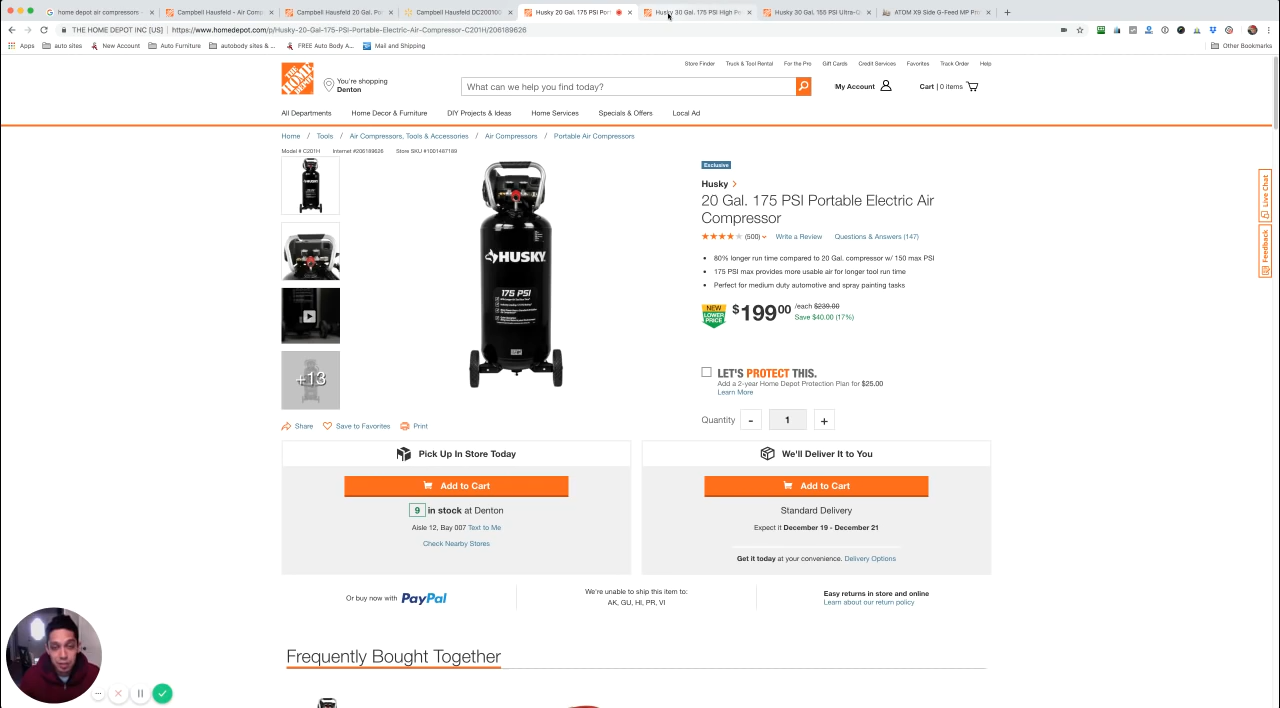 home depot air compressors -
Campbell Hausfeld - Air Com
Campbell Hausfeld 20 Gal. Po
Campbell Hausfeld DC200100
Husky 20 Gal. 175 PSI Port
Husky 30 Gal. 175 PSI High P
Husky 30 Gal. 155 PSI Ultra-Q
ATOM X9 Side G-Feed MP Pri
THE HOME DEPOT INC [US] | https://www.homedepot.com/p/Husky-20-Gal-175-PSI-Portable-Electric-Air-Compressor-C201H/206189626
Apps auto sites New Account Auto Furniture autobody sites & ... FREE Auto Body A... Mail and Shipping Other Bookmarks
Store Finder Truck & Tool Rental For the Pro Gift Cards Credit Services Favorites Track Order Help
THE HOME DEPOT
You're shopping
Denton
What can we help you find today?
My Account
Cart | 0 items
All Departments Home Decor & Furniture DIY Projects & Ideas Home Services Specials & Offers Local Ad
Home / Tools / Air Compressors, Tools & Accessories / Air Compressors / Portable Air Compressors
Model # C201H Internet #206189626 Store SKU #1001487189
HUSKY
175 PSI
+13
Exclusive
Husky
20 Gal. 175 PSI Portable Electric Air
Compressor
(500) Write a Review Questions & Answers (147)
80% longer run time compared to 20 Gal. compressor w/ 150 max PSI
175 PSI max provides more usable air for longer tool run time
Perfect for medium duty automotive and spray painting tasks
NEW LOWER PRICE
$199.00 /each $239.00
Save $40.00 (17%)
LET'S PROTECT THIS.
Add a 2-year Home Depot Protection Plan for $25.00
Learn More
Quantity - 1 +
Share Save to Favorites Print
Live Chat
Feedback
Pick Up In Store Today
Add to Cart
9 in stock at Denton
Aisle 12, Bay 007 Text to Me
Check Nearby Stores
We'll Deliver It to You
Add to Cart
Standard Delivery
Expect it December 19 - December 21
Get it today at your convenience. Delivery Options
Or buy now with PayPal
We're unable to ship this item to:
AK, GU, HI, PR, VI
Easy returns in store and online
Learn about our return policy
Frequently Bought Together